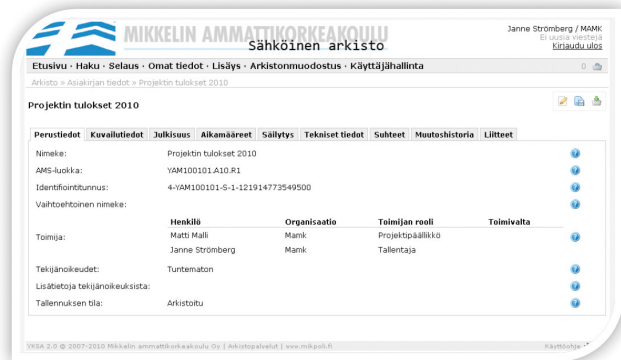 MIKKELIN AMMATTIKORKEAKOULU
Sähköinen arkisto
Janne Strömberg / MAMK
Ei uusia viestejä
Kirjaudu ulos
Etusivu · Haku · Selaus · Omat tiedot · Lisäys · Arkistonmuodostus · Käyttäjähallinta 0
Arkisto > Asiakirjan tiedot > Projektin tulokset 2010
Projektin tulokset 2010
Perustiedot Kuvailutiedot Julkisuus Aikamääreet Säilytys Tekniset tiedot Suhteet Muutoshistoria Liitteet
Nimeke: Projektin tulokset 2010
AMS-luokka: YAM100101.A10.R1
Identifiointitunnus: 4-YAM100101-S-1-121914773549500
Vaihtoehtoinen nimeke:
Henkilö Organisaatio Toimijan rooli Toimivalta
Toimija: Matti Malli Mamk Projektipäällikkö
Janne Strömberg Mamk Tallentaja
Tekijänoikeudet: Tuntematon
Lisätietoja tekijänoikeuksista:
Tallennuksen tila: Arkistoitu
YKSA 2.0 @ 2007-2010 Mikkelin ammattikorkeakoulu Oy | Arkistopalvelut | www.mikpoli.fi